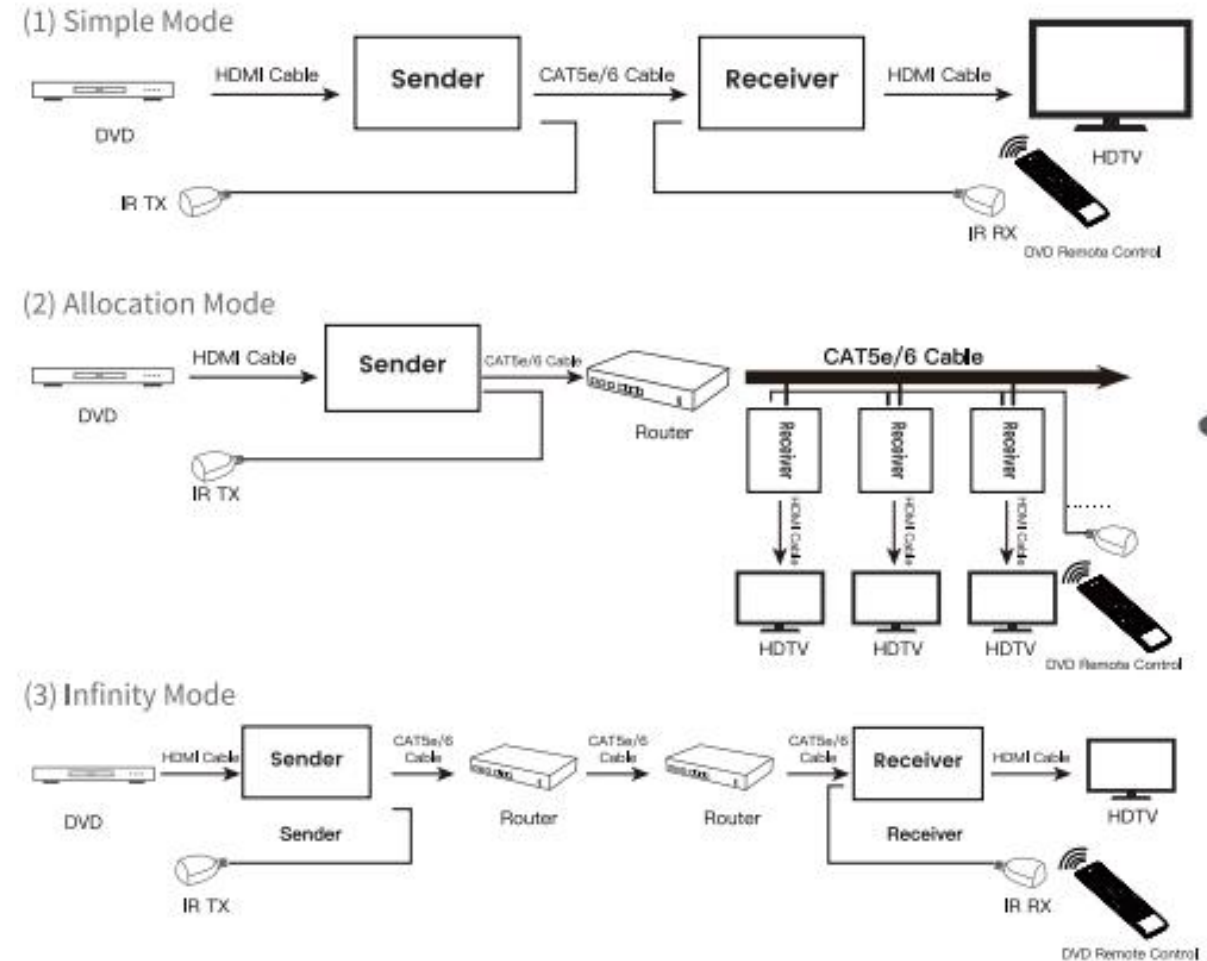 (1) Simple Mode
HDMI Cable
Sender
CAT5e/6 Cable
Receiver
HDMI Cable
DVD
HDTV
IR TX
IR RX
DVD Remote Control
(2) Allocation Mode
HDMI Cable
Sender
CAT5e/6 Cable
CAT5e/6 Cable
DVD
Router
Receiver
Receiver
Receiver
IR TX
HDMI Cable
HDMI Cable
HDMI Cable
.......
HDTV
HDTV
HDTV
DVD Remote Control
(3) Infinity Mode
HDMI Cable
Sender
CAT5e/6
Cable
CAT5e/6
Cable
CAT5e/6
Cable
Receiver
HDMI Cable
DVD
Sender
Router
Router
Receiver
HDTV
IR TX
IR RX
DVD Remote Control